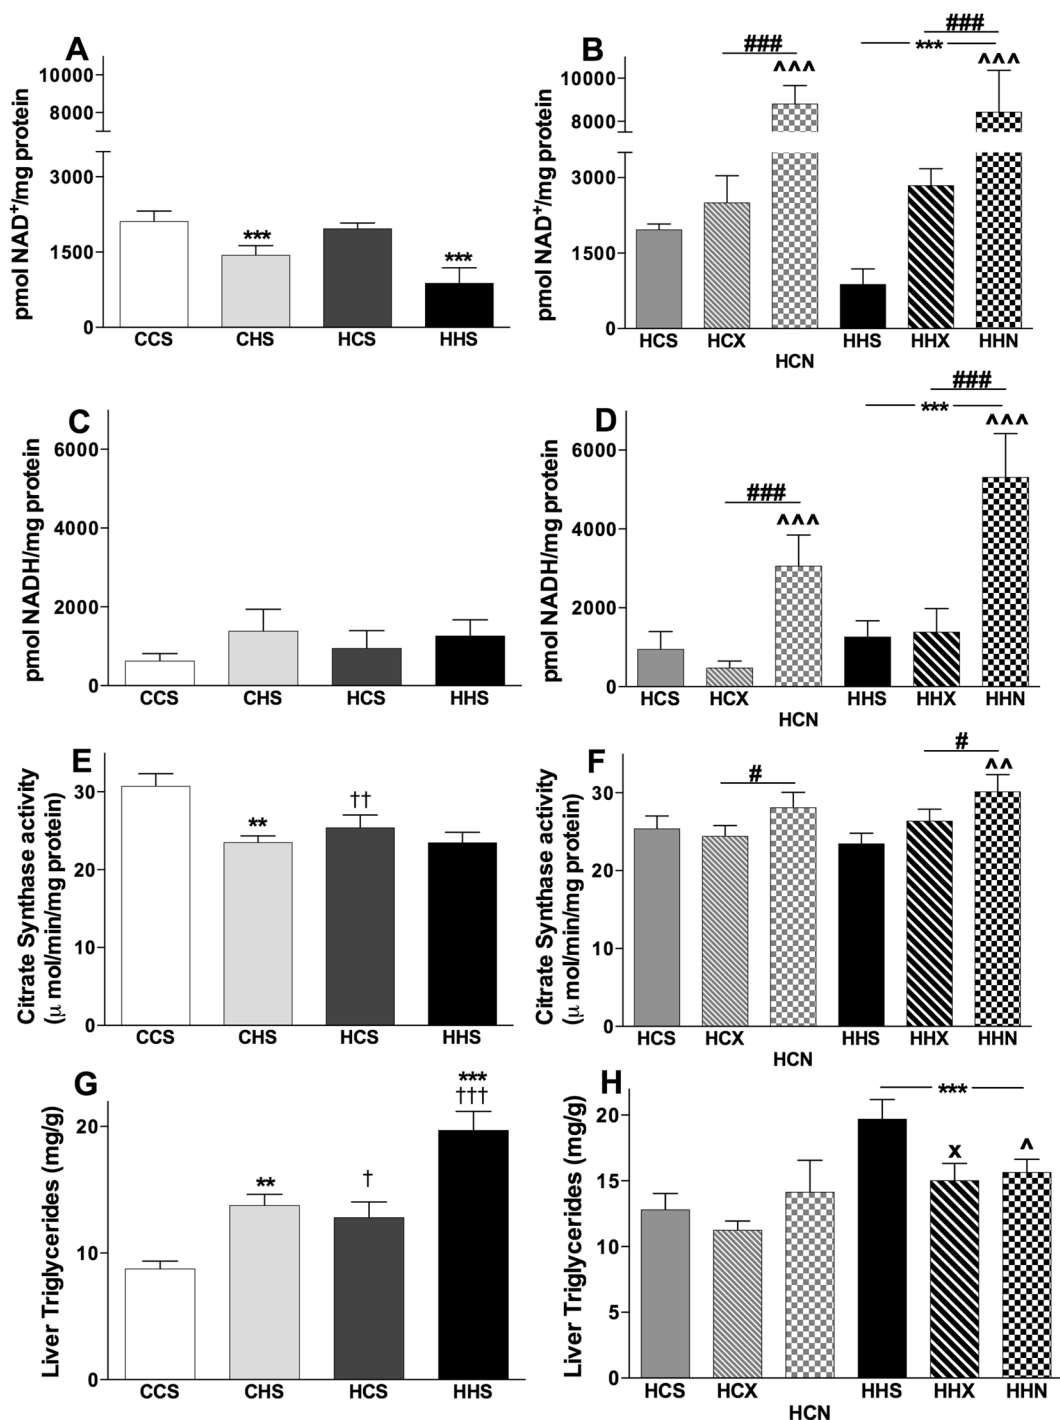 A
pmol NAD⁺/mg protein
10000
8000
3000
1500
0
***
***
CCS CHS HCS HHS
B
pmol NAD⁺/mg protein
10000
8000
3000
1500
0
###
^^^
###
***
^^^
HCS HCX HCN HHS HHX HHN
C
pmol NADH/mg protein
6000
4000
2000
0
CCS CHS HCS HHS
D
pmol NADH/mg protein
6000
4000
2000
0
###
^^^
###
***
^^^
HCS HCX HCN HHS HHX HHN
E
Citrate Synthase activity
(μ mol/min/mg protein)
30
20
10
0
**
††
CCS CHS HCS HHS
F
Citrate Synthase activity
(μ mol/min/mg protein)
30
20
10
0
#
#
^^
HCS HCX HCN HHS HHX HHN
G
Liver Triglycerides (mg/g)
20
10
0
**
†
***
†††
CCS CHS HCS HHS
H
Liver Triglycerides (mg/g)
20
15
10
5
0
***
x
^
HCS HCX HCN HHS HHX HHN